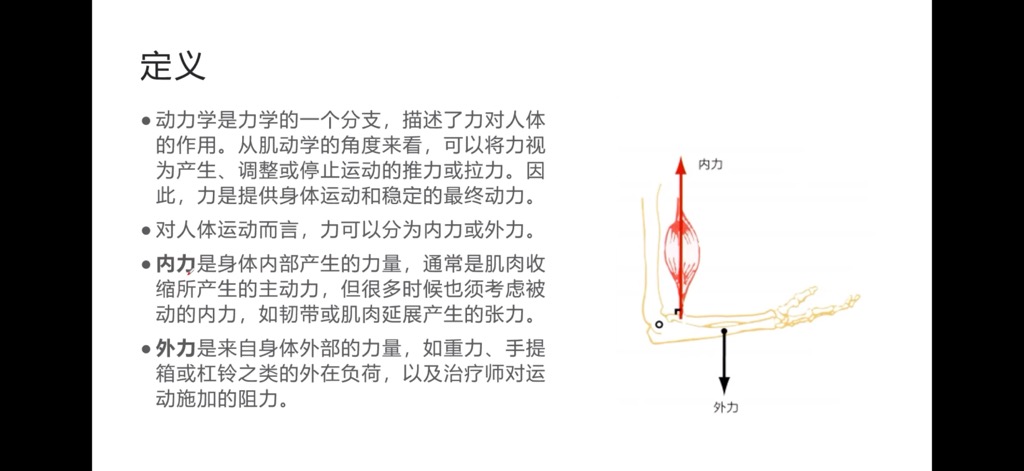 定义
●动力学是力学的一个分支，描述了力对人体
的作用。从肌动学的角度来看，可以将力视
为产生、调整或停止运动的推力或拉力。因
此，力是提供身体运动和稳定的最终动力。
●对人体运动而言，力可以分为内力或外力。
●内力是身体内部产生的力量，通常是肌肉收
缩所产生的主动力，但很多时候也须考虑被
动的内力，如韧带或肌肉延展产生的张力。
●外力是来自身体外部的力量，如重力、手提
箱或杠铃之类的外在负荷，以及治疗师对运
动施加的阻力。
内力
外力